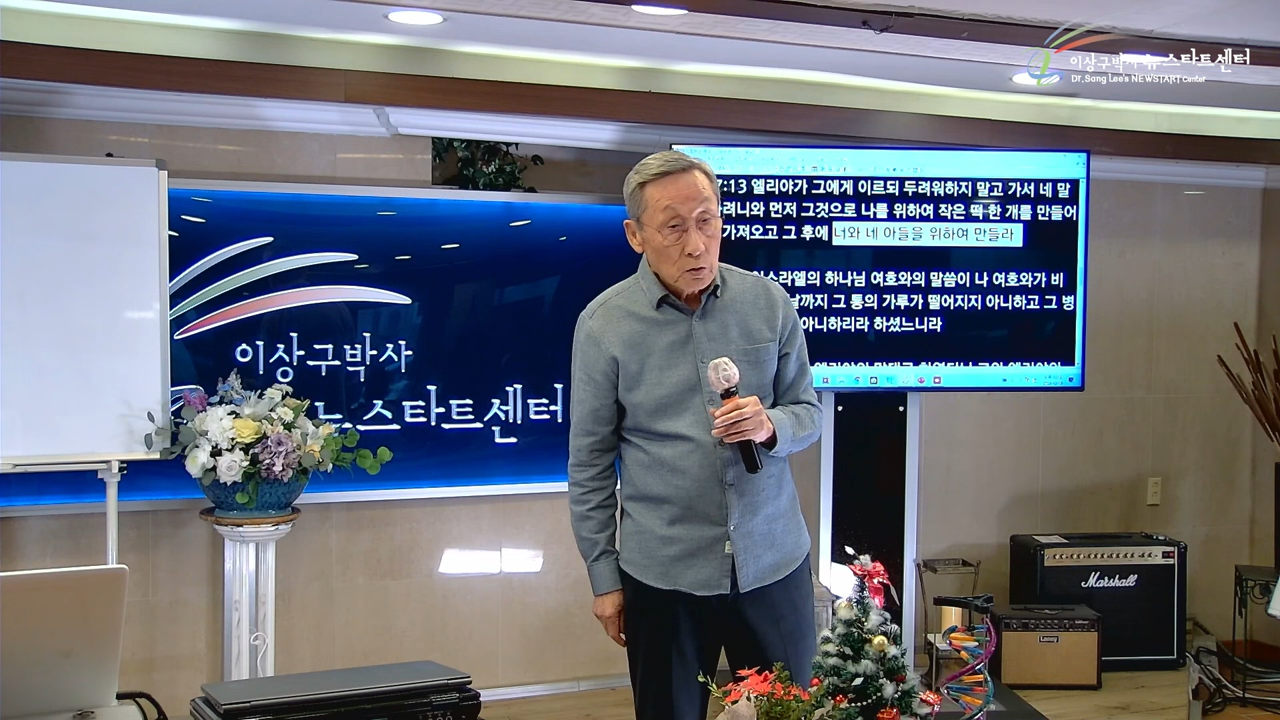 이상구박사 뉴스타트센터
Dr.Sang Lee's NEWSTART Center
7:13 엘리야가 그에게 이르되 두려워하지 말고 가서 네 말
려니와 먼저 그것으로 나를 위하여 작은 떡 한 개를 만들어
가져오고 그 후에 너와 네 아들을 위하여 만들라
이스라엘의 하나님 여호와의 말씀이 나 여호와가 비
날까지 그 통의 가루가 떨어지지 아니하고 그 병
아니하리라 하셨느니라
이상구박사
뉴스타트센터
Marshall
Laney